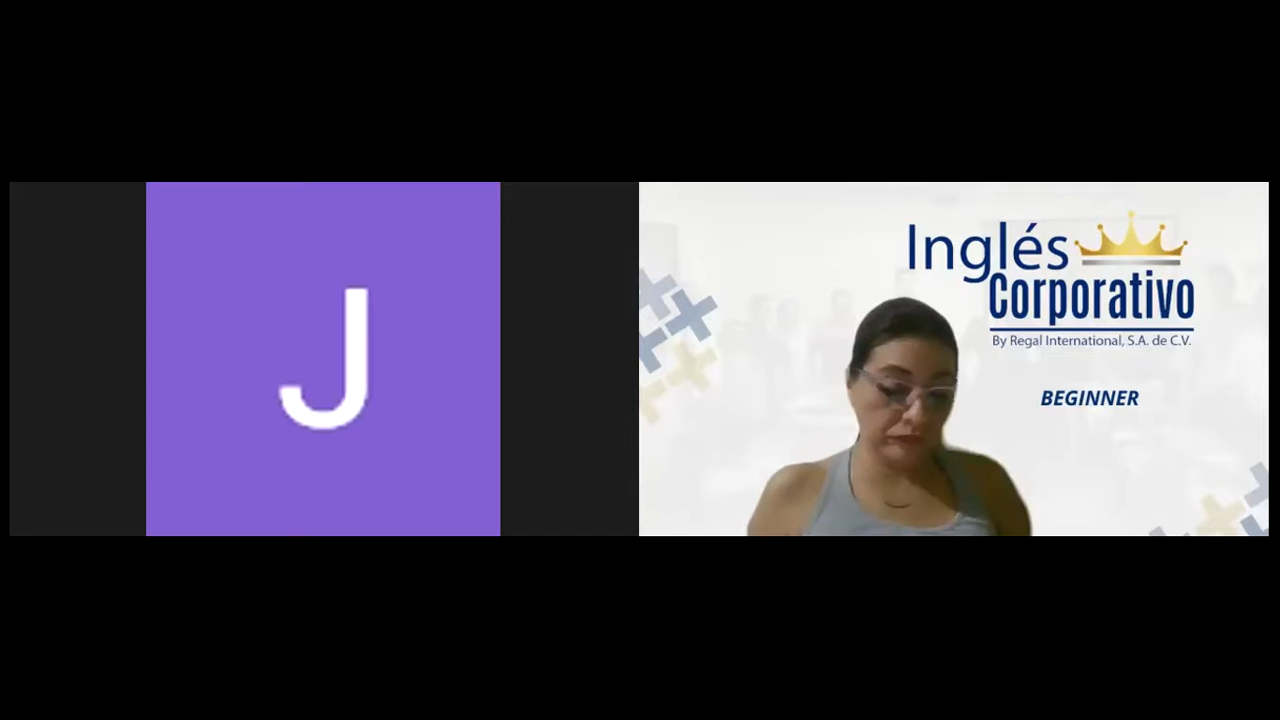 J
Inglés
Corporativo
By Regal International, S.A. de C.V.
BEGINNER